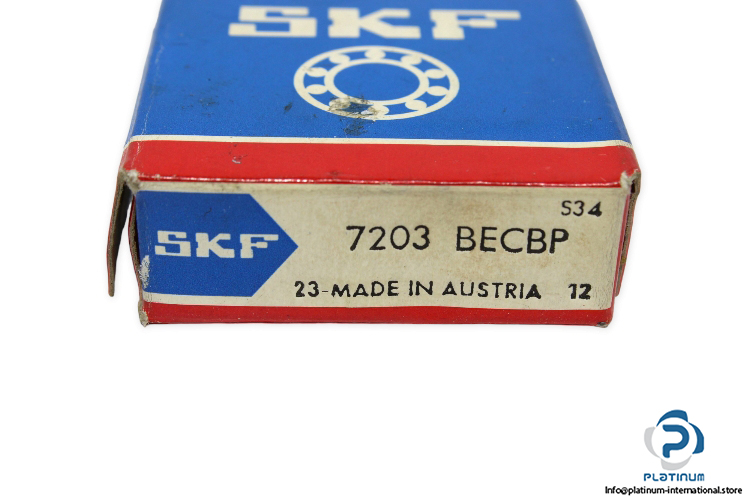 SKF
S34
SKF 7203 BECBP
23-MADE IN AUSTRIA 12
PLATINUM
Info@platinum-international.store